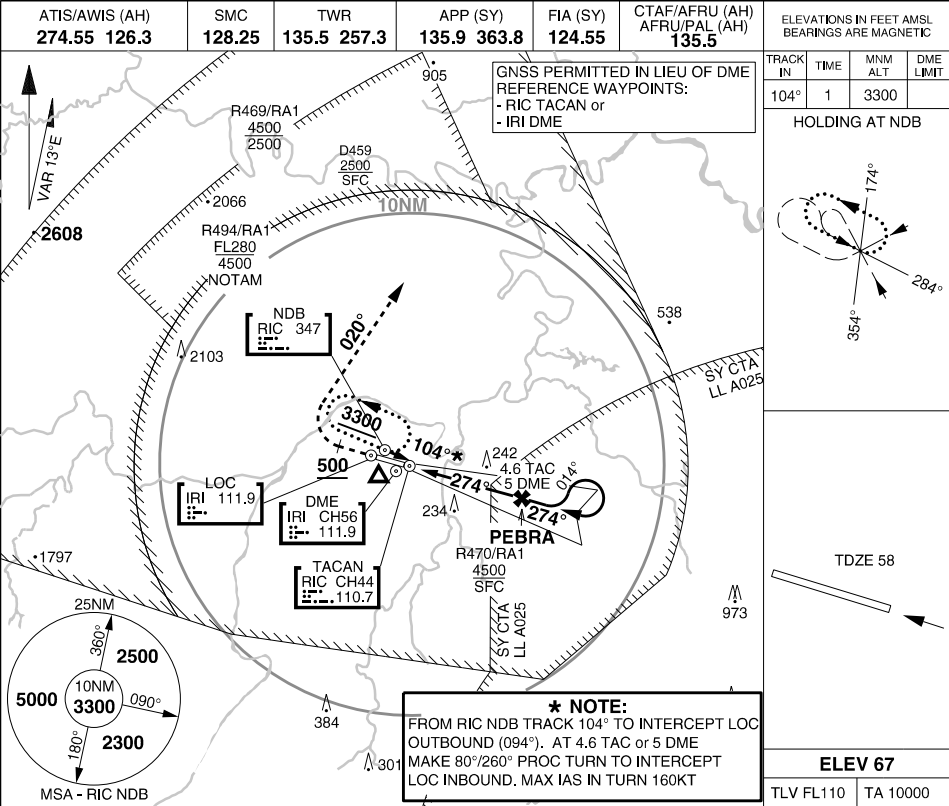 ATIS/AWIS (AH)
274.55 126.3
SMC
128.25
TWR
135.5 257.3
APP (SY)
135.9 363.8
FIA (SY)
124.55
CTAF/AFRU (AH)
AFRU/PAL (AH)
135.5
ELEVATIONS IN FEET AMSL
BEARINGS ARE MAGNETIC
TRACK IN
TIME
MNM ALT
DME LIMIT
104°
1
3300
HOLDING AT NDB
174°
284°
354°
GNSS PERMITTED IN LIEU OF DME
REFERENCE WAYPOINTS:
- RIC TACAN or
- IRI DME
905
R469/RA1
4500
2500
D459
2500
SFC
VAR 13°E
2066
10NM
2608
R494/RA1
FL280
4500
NOTAM
NDB
RIC 347
020°
538
2103
SY CTA
LL A025
3300
104°*
500
242
4.6 TAC
5 DME
014°
274°
274°
LOC
IRI 111.9
DME
IRI CH56
111.9
234
PEBRA
R470/RA1
4500
SFC
TACAN
RIC CH44
110.7
1797
TDZE 58
973
SY CTA
LL A025
25NM
360°
2500
5000
10NM
3300
090°
2300
180°
MSA - RIC NDB
384
301
* NOTE:
FROM RIC NDB TRACK 104° TO INTERCEPT LOC
OUTBOUND (094°). AT 4.6 TAC or 5 DME
MAKE 80°/260° PROC TURN TO INTERCEPT
LOC INBOUND. MAX IAS IN TURN 160KT
ELEV 67
TLV FL110
TA 10000